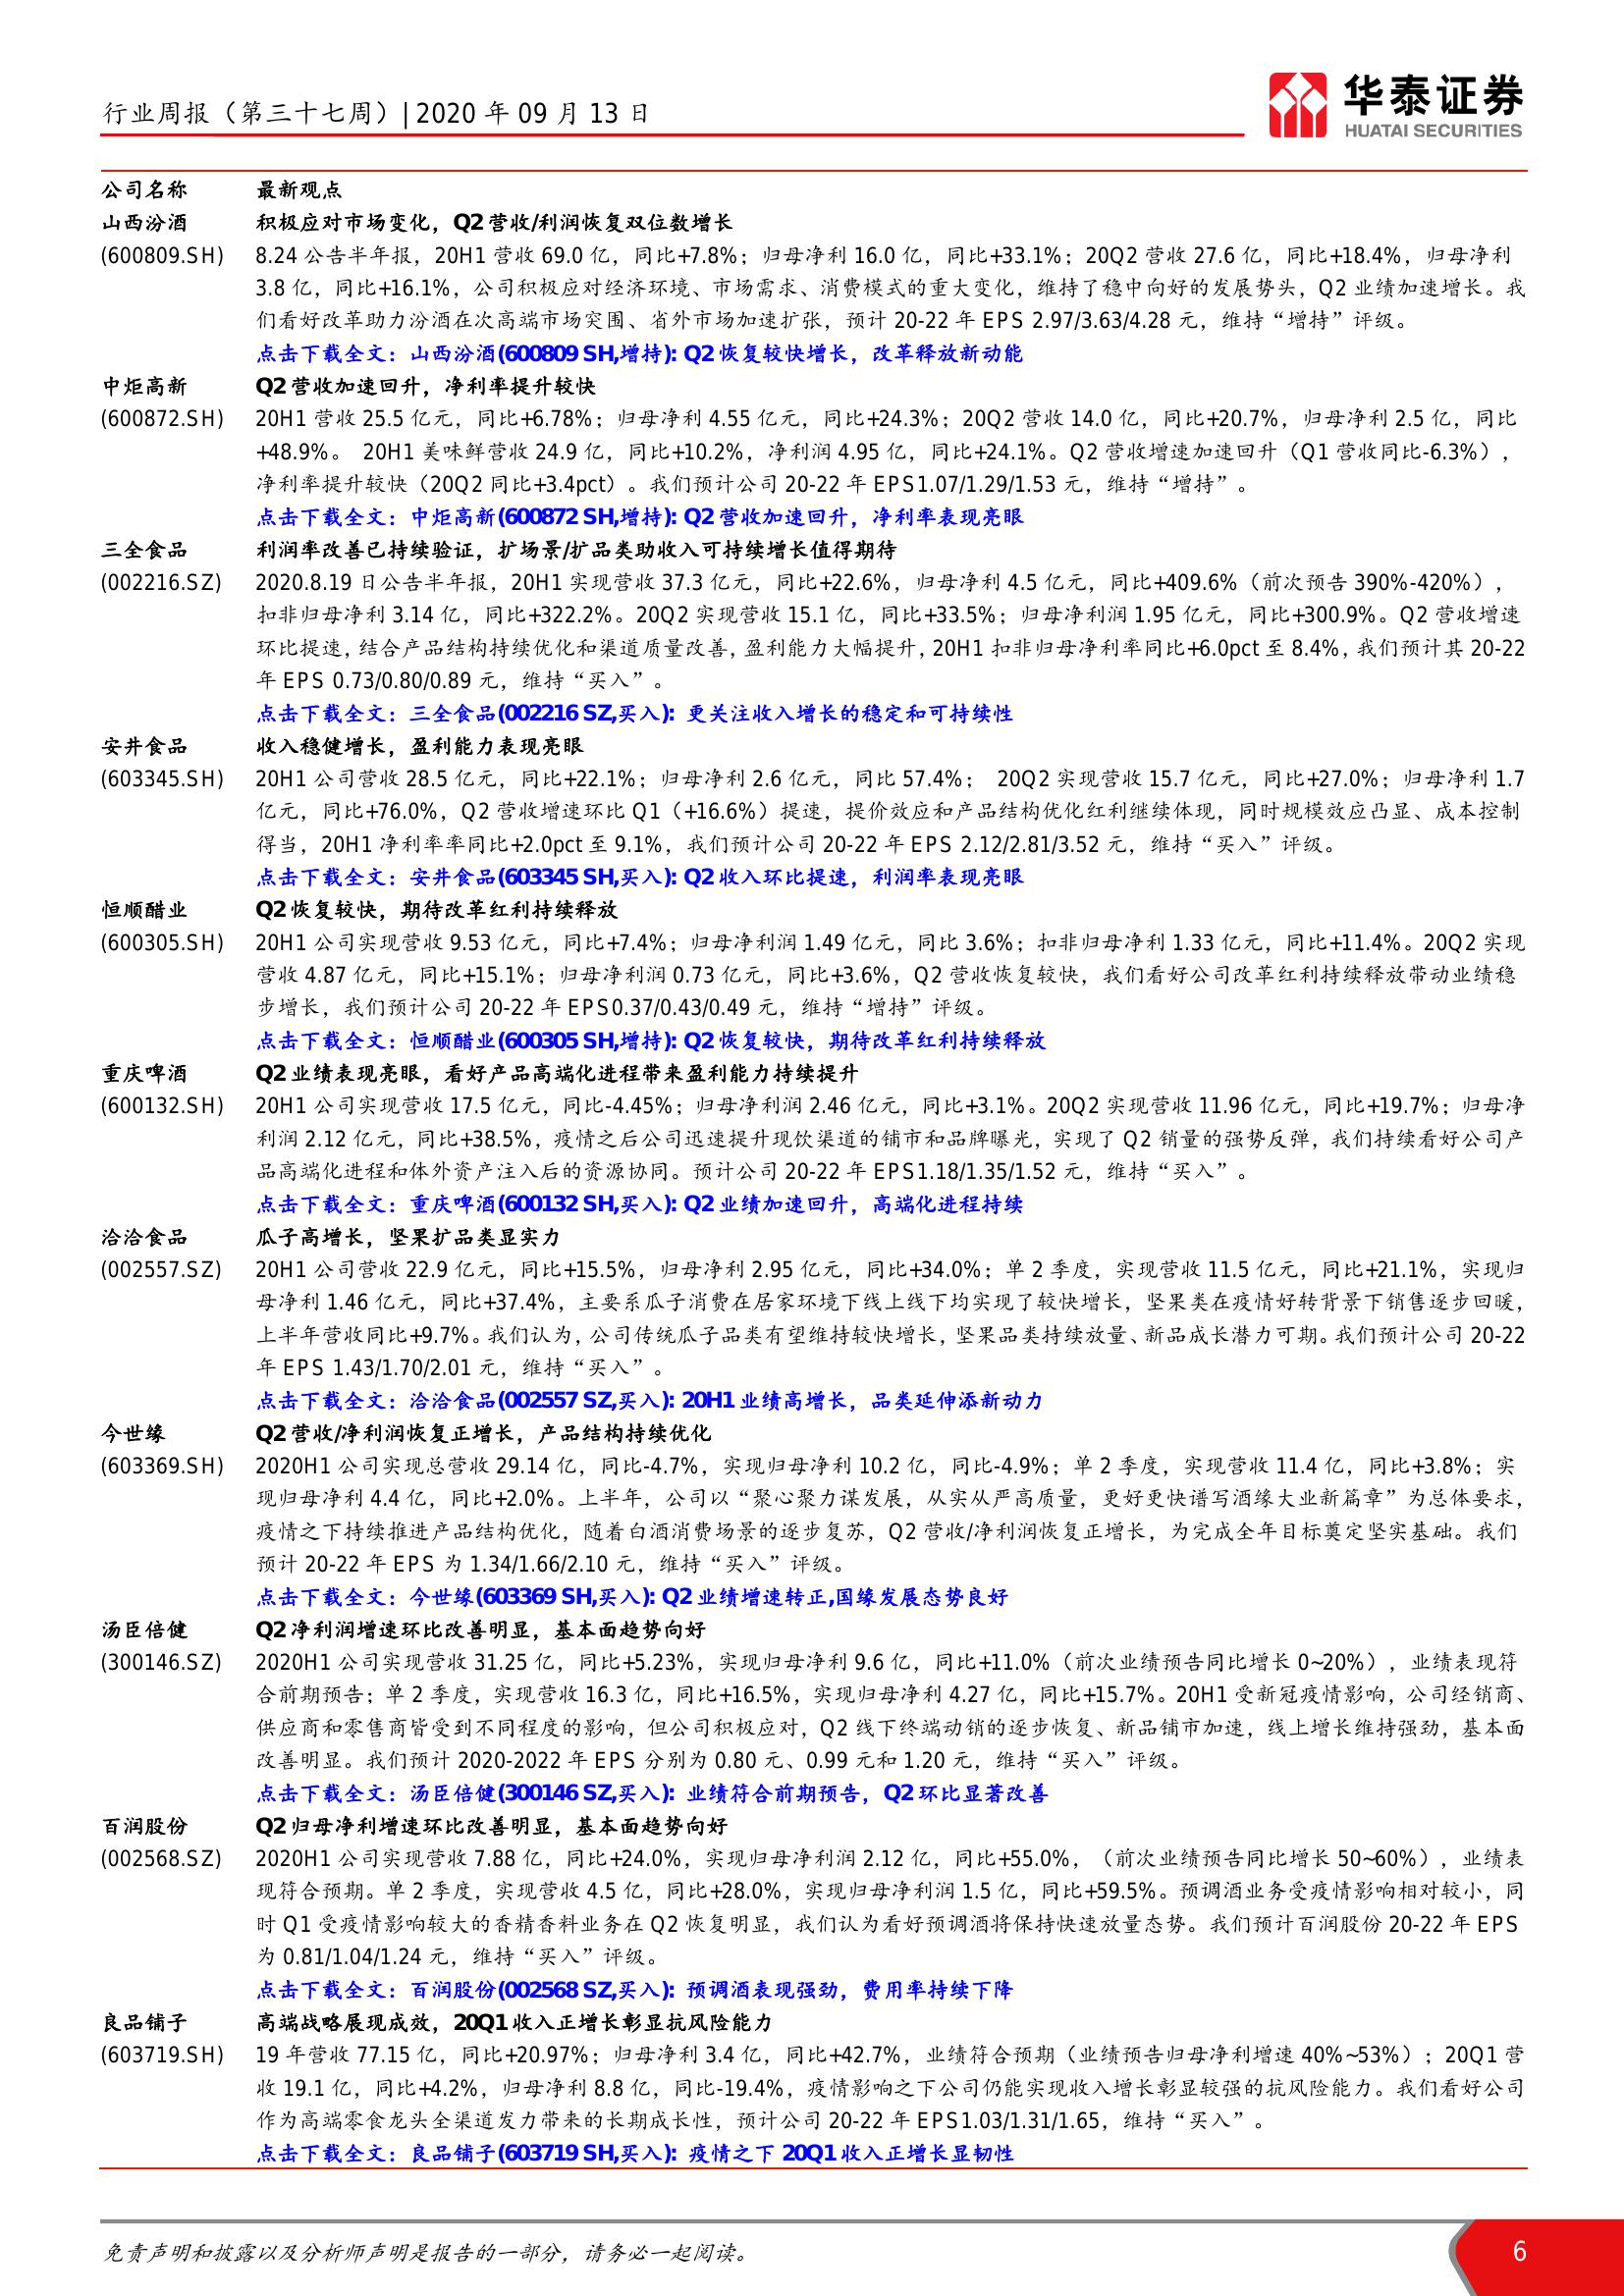 行业周报（第三十七周）| 2020 年 09 月 13 日
华泰证券
HUATAI SECURITIES
公司名称 最新观点
山西汾酒 积极应对市场变化，Q2 营收/利润恢复双位数增长
(600809.SH) 8.24 公告半年报，20H1 营收 69.0 亿，同比+7.8%；归母净利 16.0 亿，同比+33.1%；20Q2 营收 27.6 亿，同比+18.4%，归母净利
3.8 亿，同比+16.1%，公司积极应对经济环境、市场需求、消费模式的重大变化，维持了稳中向好的发展势头，Q2 业绩加速增长。我
们看好改革助力汾酒在次高端市场突围、省外市场加速扩张，预计 20-22 年 EPS 2.97/3.63/4.28 元，维持“增持”评级。
点击下载全文：山西汾酒(600809 SH,增持): Q2 恢复较快增长，改革释放新动能
中炬高新 Q2 营收加速回升，净利率提升较快
(600872.SH) 20H1 营收 25.5 亿元，同比+6.78%；归母净利 4.55 亿元，同比+24.3%；20Q2 营收 14.0 亿，同比+20.7%，归母净利 2.5 亿，同比
+48.9%。 20H1 美味鲜营收 24.9 亿，同比+10.2%，净利润 4.95 亿，同比+24.1%。Q2 营收增速加速回升（Q1 营收同比-6.3%），
净利率提升较快（20Q2 同比+3.4pct）。我们预计公司 20-22 年 EPS1.07/1.29/1.53 元，维持“增持”。
点击下载全文：中炬高新(600872 SH,增持): Q2 营收加速回升，净利率表现亮眼
三全食品 利润率改善已持续验证，扩场景/扩品类助收入可持续增长值得期待
(002216.SZ) 2020.8.19 日公告半年报，20H1 实现营收 37.3 亿元，同比+22.6%，归母净利 4.5 亿元，同比+409.6%（前次预告 390%-420%），
扣非归母净利 3.14 亿，同比+322.2%。20Q2 实现营收 15.1 亿，同比+33.5%；归母净利润 1.95 亿元，同比+300.9%。Q2 营收增速
环比提速，结合产品结构持续优化和渠道质量改善，盈利能力大幅提升，20H1 扣非归母净利率同比+6.0pct 至 8.4%，我们预计其 20-22
年 EPS 0.73/0.80/0.89 元，维持“买入”。
点击下载全文：三全食品(002216 SZ,买入): 更关注收入增长的稳定和可持续性
安井食品 收入稳健增长，盈利能力表现亮眼
(603345.SH) 20H1 公司营收 28.5 亿元，同比+22.1%；归母净利 2.6 亿元，同比 57.4%； 20Q2 实现营收 15.7 亿元，同比+27.0%；归母净利 1.7
亿元，同比+76.0%，Q2 营收增速环比 Q1（+16.6%）提速，提价效应和产品结构优化红利继续体现，同时规模效应凸显、成本控制
得当，20H1 净利率率同比+2.0pct 至 9.1%，我们预计公司 20-22 年 EPS 2.12/2.81/3.52 元，维持“买入”评级。
点击下载全文：安井食品(603345 SH,买入): Q2 收入环比提速，利润率表现亮眼
恒顺醋业 Q2 恢复较快，期待改革红利持续释放
(600305.SH) 20H1 公司实现营收 9.53 亿元，同比+7.4%；归母净利润 1.49 亿元，同比 3.6%；扣非归母净利 1.33 亿元，同比+11.4%。20Q2 实现
营收 4.87 亿元，同比+15.1%；归母净利润 0.73 亿元，同比+3.6%，Q2 营收恢复较快，我们看好公司改革红利持续释放带动业绩稳
步增长，我们预计公司 20-22 年 EPS0.37/0.43/0.49 元，维持“增持”评级。
点击下载全文：恒顺醋业(600305 SH,增持): Q2 恢复较快，期待改革红利持续释放
重庆啤酒 Q2 业绩表现亮眼，看好产品高端化进程带来盈利能力持续提升
(600132.SH) 20H1 公司实现营收 17.5 亿元，同比-4.45%；归母净利润 2.46 亿元，同比+3.1%。20Q2 实现营收 11.96 亿元，同比+19.7%；归母净
利润 2.12 亿元，同比+38.5%，疫情之后公司迅速提升现饮渠道的铺市和品牌曝光，实现了 Q2 销量的强势反弹，我们持续看好公司产
品高端化进程和体外资产注入后的资源协同。预计公司 20-22 年 EPS1.18/1.35/1.52 元，维持“买入”。
点击下载全文：重庆啤酒(600132 SH,买入): Q2 业绩加速回升，高端化进程持续
洽洽食品 瓜子高增长，坚果扩品类显实力
(002557.SZ) 20H1 公司营收 22.9 亿元，同比+15.5%，归母净利 2.95 亿元，同比+34.0%；单 2 季度，实现营收 11.5 亿元，同比+21.1%，实现归
母净利 1.46 亿元，同比+37.4%，主要系瓜子消费在居家环境下线上线下均实现了较快增长，坚果类在疫情好转背景下销售逐步回暖，
上半年营收同比+9.7%。我们认为，公司传统瓜子品类有望维持较快增长，坚果品类持续放量、新品成长潜力可期。我们预计公司 20-22
年 EPS 1.43/1.70/2.01 元，维持“买入”。
点击下载全文：洽洽食品(002557 SZ,买入): 20H1 业绩高增长，品类延伸添新动力
今世缘 Q2 营收/净利润恢复正增长，产品结构持续优化
(603369.SH) 2020H1 公司实现总营收 29.14 亿，同比-4.7%，实现归母净利 10.2 亿，同比-4.9%；单 2 季度，实现营收 11.4 亿，同比+3.8%；实
现归母净利 4.4 亿，同比+2.0%。上半年，公司以“聚心聚力谋发展，从实从严高质量，更好更快谱写酒缘大业新篇章”为总体要求，
疫情之下持续推进产品结构优化，随着白酒消费场景的逐步复苏，Q2 营收/净利润恢复正增长，为完成全年目标奠定坚实基础。我们
预计 20-22 年 EPS 为 1.34/1.66/2.10 元，维持“买入”评级。
点击下载全文：今世缘(603369 SH,买入): Q2 业绩增速转正,国缘发展态势良好
汤臣倍健 Q2 净利润增速环比改善明显，基本面趋势向好
(300146.SZ) 2020H1 公司实现营收 31.25 亿，同比+5.23%，实现归母净利 9.6 亿，同比+11.0%（前次业绩预告同比增长 0~20%），业绩表现符
合前期预告；单 2 季度，实现营收 16.3 亿，同比+16.5%，实现归母净利 4.27 亿，同比+15.7%。20H1 受新冠疫情影响，公司经销商、
供应商和零售商皆受到不同程度的影响，但公司积极应对，Q2 线下终端动销的逐步恢复、新品铺市加速，线上增长维持强劲，基本面
改善明显。我们预计 2020-2022 年 EPS 分别为 0.80 元、0.99 元和 1.20 元，维持“买入”评级。
点击下载全文：汤臣倍健(300146 SZ,买入): 业绩符合前期预告，Q2 环比显著改善
百润股份 Q2 归母净利增速环比改善明显，基本面趋势向好
(002568.SZ) 2020H1 公司实现营收 7.88 亿，同比+24.0%，实现归母净利润 2.12 亿，同比+55.0%，（前次业绩预告同比增长 50~60%），业绩表
现符合预期。单 2 季度，实现营收 4.5 亿，同比+28.0%，实现归母净利润 1.5 亿，同比+59.5%。预调酒业务受疫情影响相对较小，同
时 Q1 受疫情影响较大的香精香料业务在 Q2 恢复明显，我们认为看好预调酒将保持快速放量态势。我们预计百润股份 20-22 年 EPS
为 0.81/1.04/1.24 元，维持“买入”评级。
点击下载全文：百润股份(002568 SZ,买入): 预调酒表现强劲，费用率持续下降
良品铺子 高端战略展现成效，20Q1 收入正增长彰显抗风险能力
(603719.SH) 19 年营收 77.15 亿，同比+20.97%；归母净利 3.4 亿，同比+42.7%，业绩符合预期（业绩预告归母净利增速 40%~53%）；20Q1 营
收 19.1 亿，同比+4.2%，归母净利 8.8 亿，同比-19.4%，疫情影响之下公司仍能实现收入增长彰显较强的抗风险能力。我们看好公司
作为高端零食龙头全渠道发力带来的长期成长性，预计公司 20-22 年 EPS1.03/1.31/1.65，维持“买入”。
点击下载全文：良品铺子(603719 SH,买入): 疫情之下 20Q1 收入正增长显韧性
免责声明和披露以及分析师声明是报告的一部分，请务必一起阅读。
6